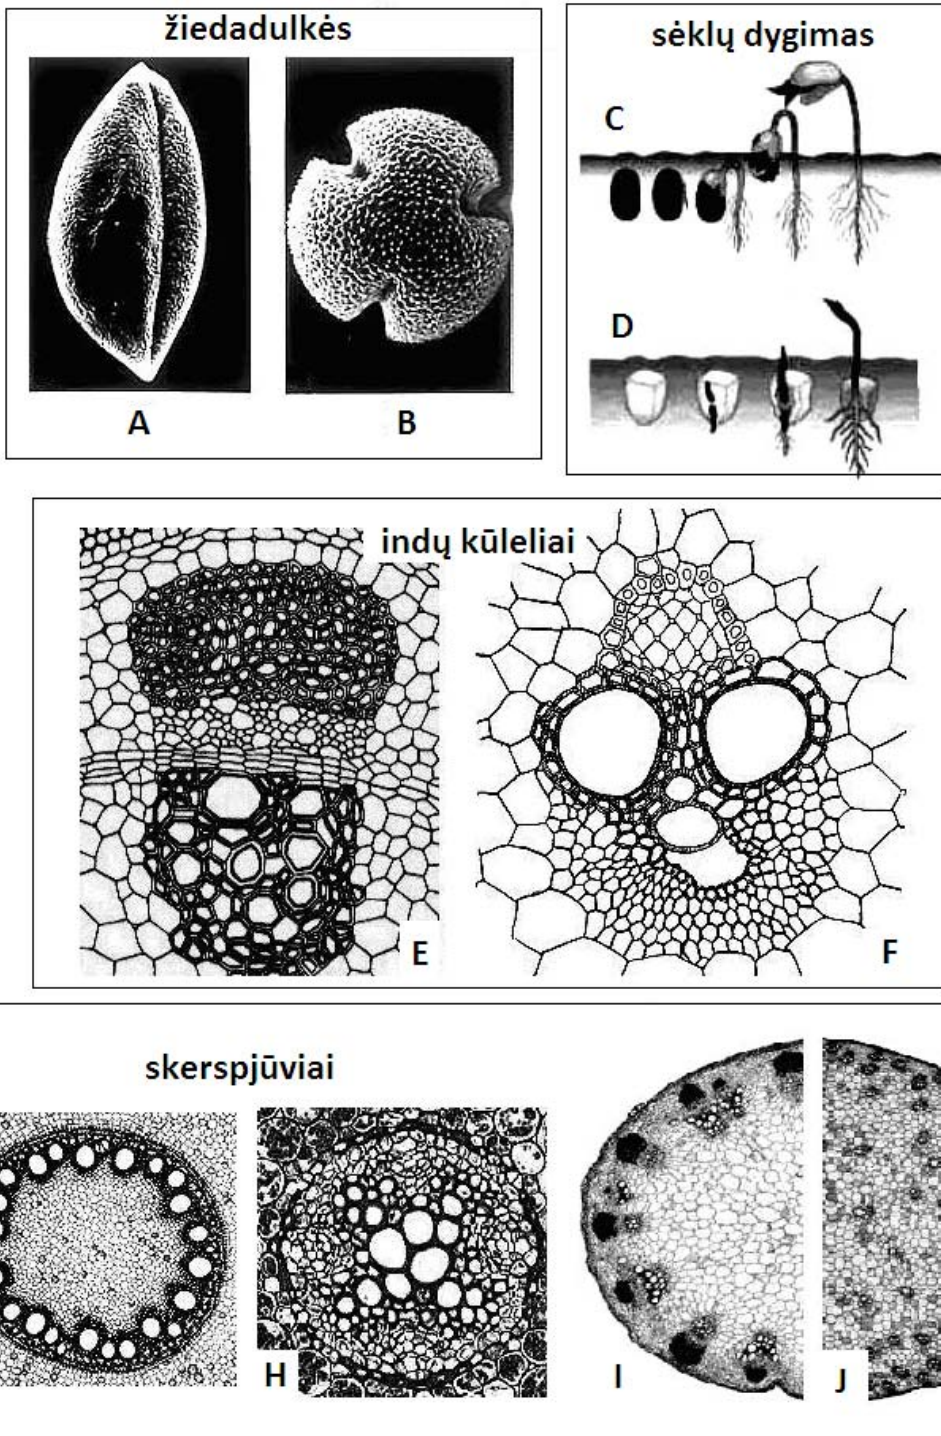 žiedadulkės
A
B
sėklų dygimas
C
D
indų kūleliai
E
F
skerspjūviai
H
I
J